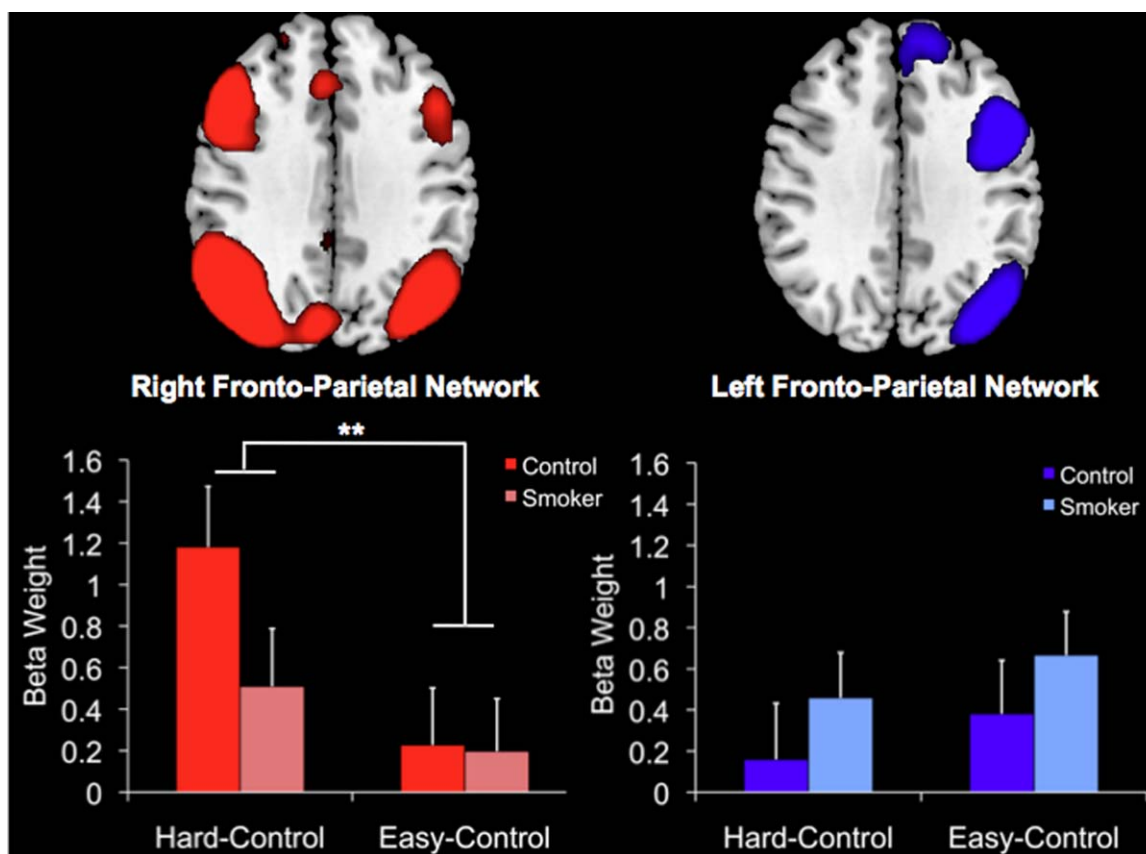 Right Fronto-Parietal Network
Left Fronto-Parietal Network
**
Beta Weight
1.6
1.4
1.2
1
0.8
0.6
0.4
0.2
0
Control
Smoker
Hard-Control
Easy-Control
Beta Weight
1.6
1.4
1.2
1
0.8
0.6
0.4
0.2
0
Control
Smoker
Hard-Control
Easy-Control